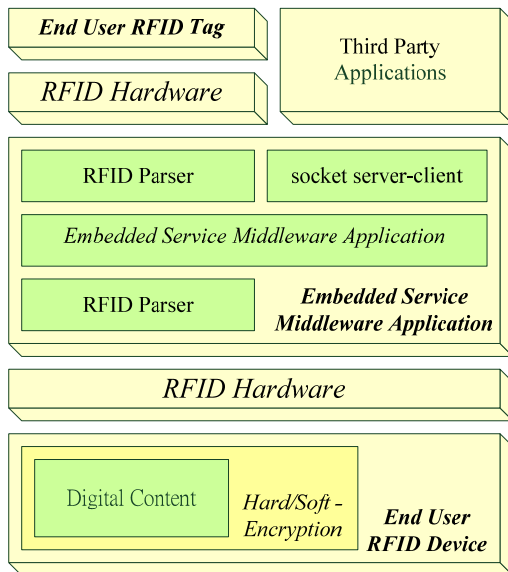 End User RFID Tag
RFID Hardware
Third Party
Applications
RFID Parser
socket server-client
Embedded Service Middleware Application
RFID Parser
Embedded Service
Middleware Application
RFID Hardware
Digital Content
Hard/Soft -
Encryption
End User
RFID Device